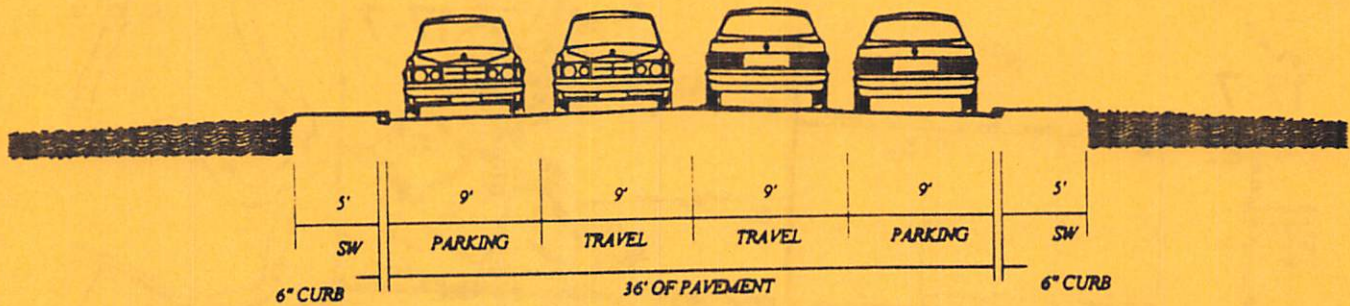 5' 9' 9' 9' 9' 5'
SW PARKING TRAVEL TRAVEL PARKING SW
6" CURB 36' OF PAVEMENT 6" CURB